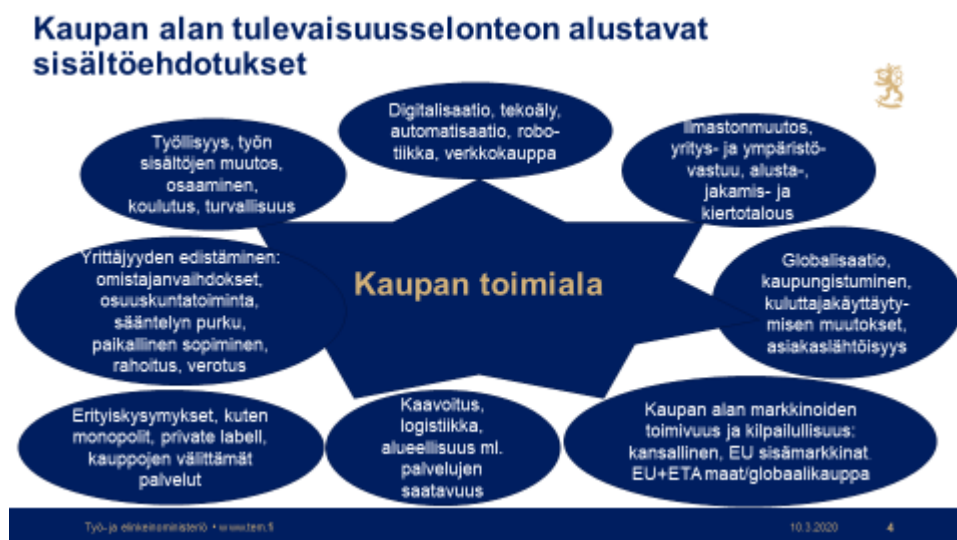 Kaupan alan tulevaisuusselonteon alustavat
sisältöehdotukset
Digitalisaatio, tekoäly,
automatisaatio, robo-
tiikka, verkkokauppa
Työllisyys, työn
sisältöjen muutos,
osaaminen,
koulutus, turvallisuus
Ilmastonmuutos,
yritys- ja ympäristö-
vastuu, alusta-,
jakamis- ja
kiertotalous
Yrittäjyyden edistäminen:
omistajanvaihdokset,
osuuskuntatoiminta,
sääntelyn purku,
paikallinen sopiminen,
rahoitus, verotus
Kaupan toimiala
Globalisaatio,
kaupungistuminen,
kuluttajakäyttäyty-
misen muutokset,
asiakaslähtöisyys
Erityiskysymykset, kuten
monopolit, private labell,
kauppojen välittämät
palvelut
Kaavoitus,
logistiikka,
alueellisuus ml.
palvelujen
saatavuus
Kaupan alan markkinoiden
toimivuus ja kilpailullisuus:
kansallinen, EU sisämarkkinat
EU+ETA maat/globaalikauppa
Työ- ja elinkeinoministeriö • www.tem.fi
10.3.2020
4